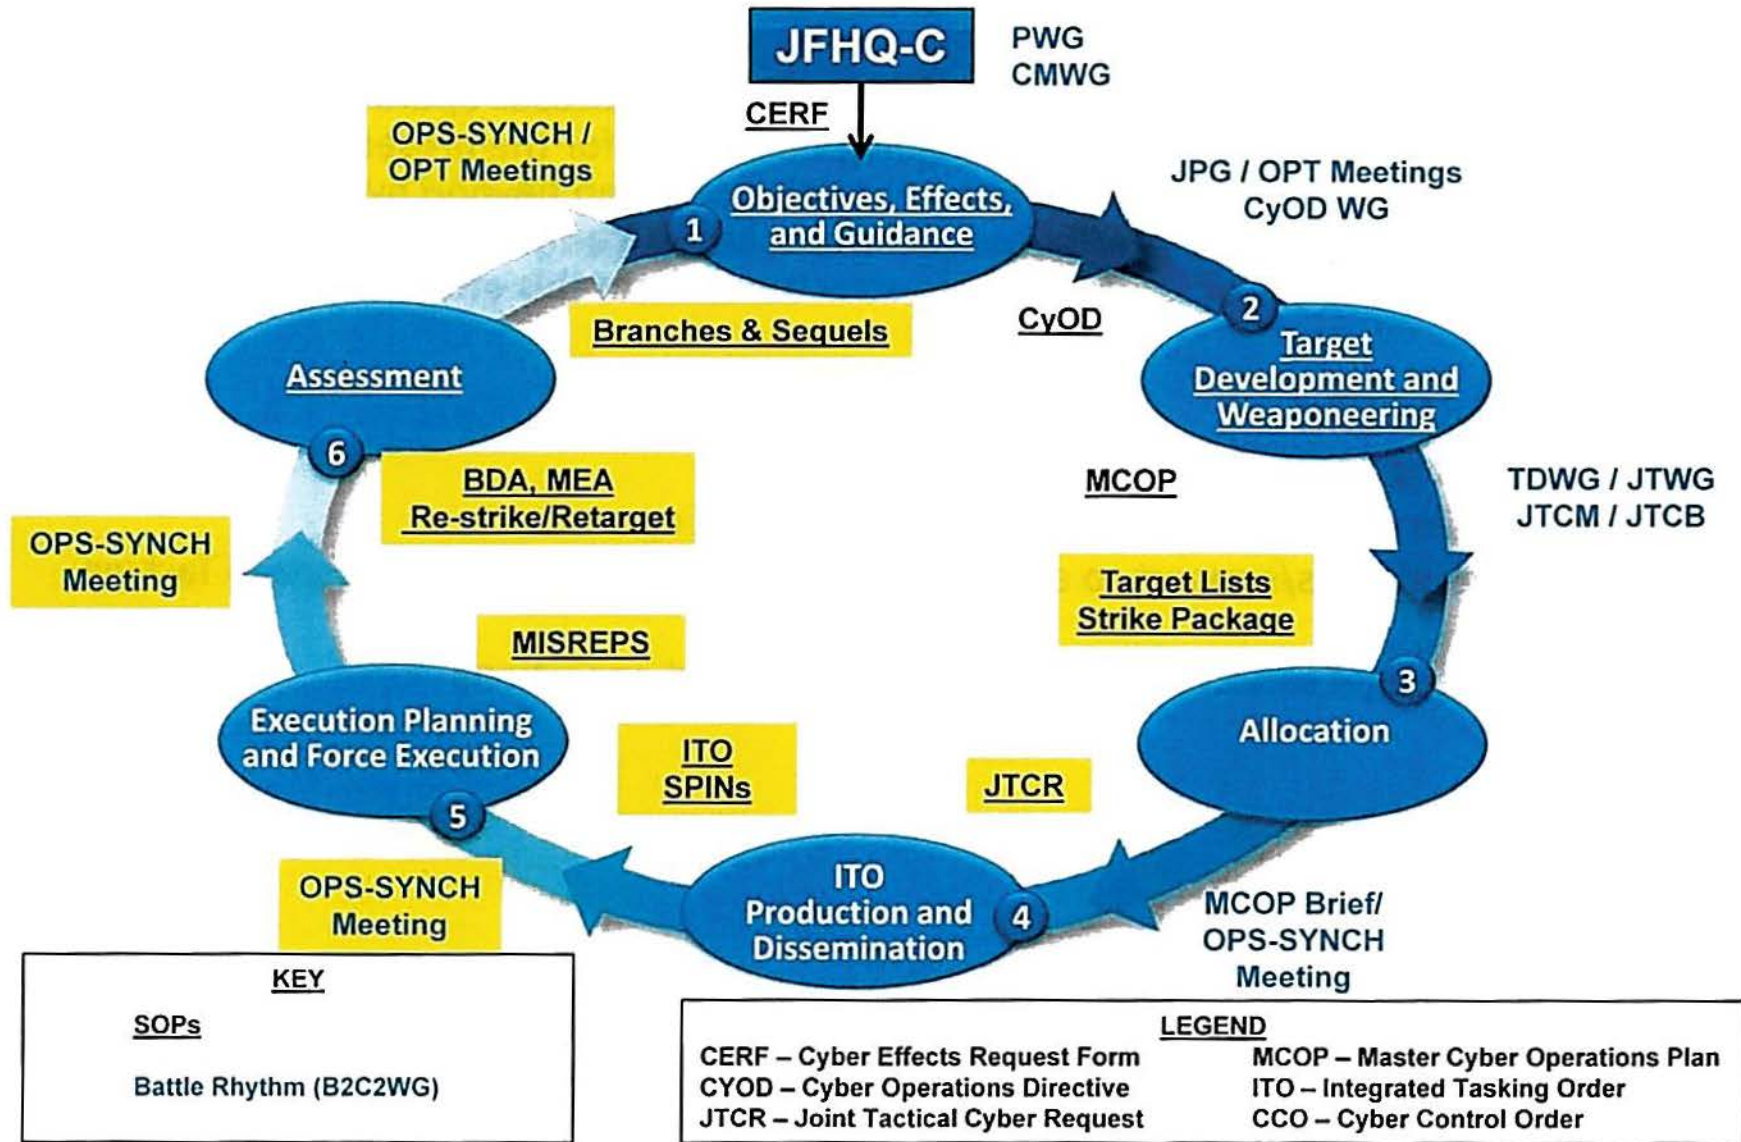 JFHQ-C
PWG
CMWG
CERF
OPS-SYNCH /
OPT Meetings
1
Objectives, Effects,
and Guidance
JPG / OPT Meetings
CyOD WG
Branches & Sequels
CyOD
2
Target
Development and
Weaponeering
Assessment
6
BDA, MEA
Re-strike/Retarget
MCOP
TDWG / JTWG
JTCM / JTCB
OPS-SYNCH
Meeting
Target Lists
Strike Package
MISREPS
3
Allocation
Execution Planning
and Force Execution
5
ITO
SPINs
JTCR
OPS-SYNCH
Meeting
ITO
Production and
Dissemination
4
MCOP Brief/
OPS-SYNCH
Meeting
KEY
SOPs
Battle Rhythm (B2C2WG)
LEGEND
CERF – Cyber Effects Request Form
CYOD – Cyber Operations Directive
JTCR – Joint Tactical Cyber Request
MCOP – Master Cyber Operations Plan
ITO – Integrated Tasking Order
CCO – Cyber Control Order